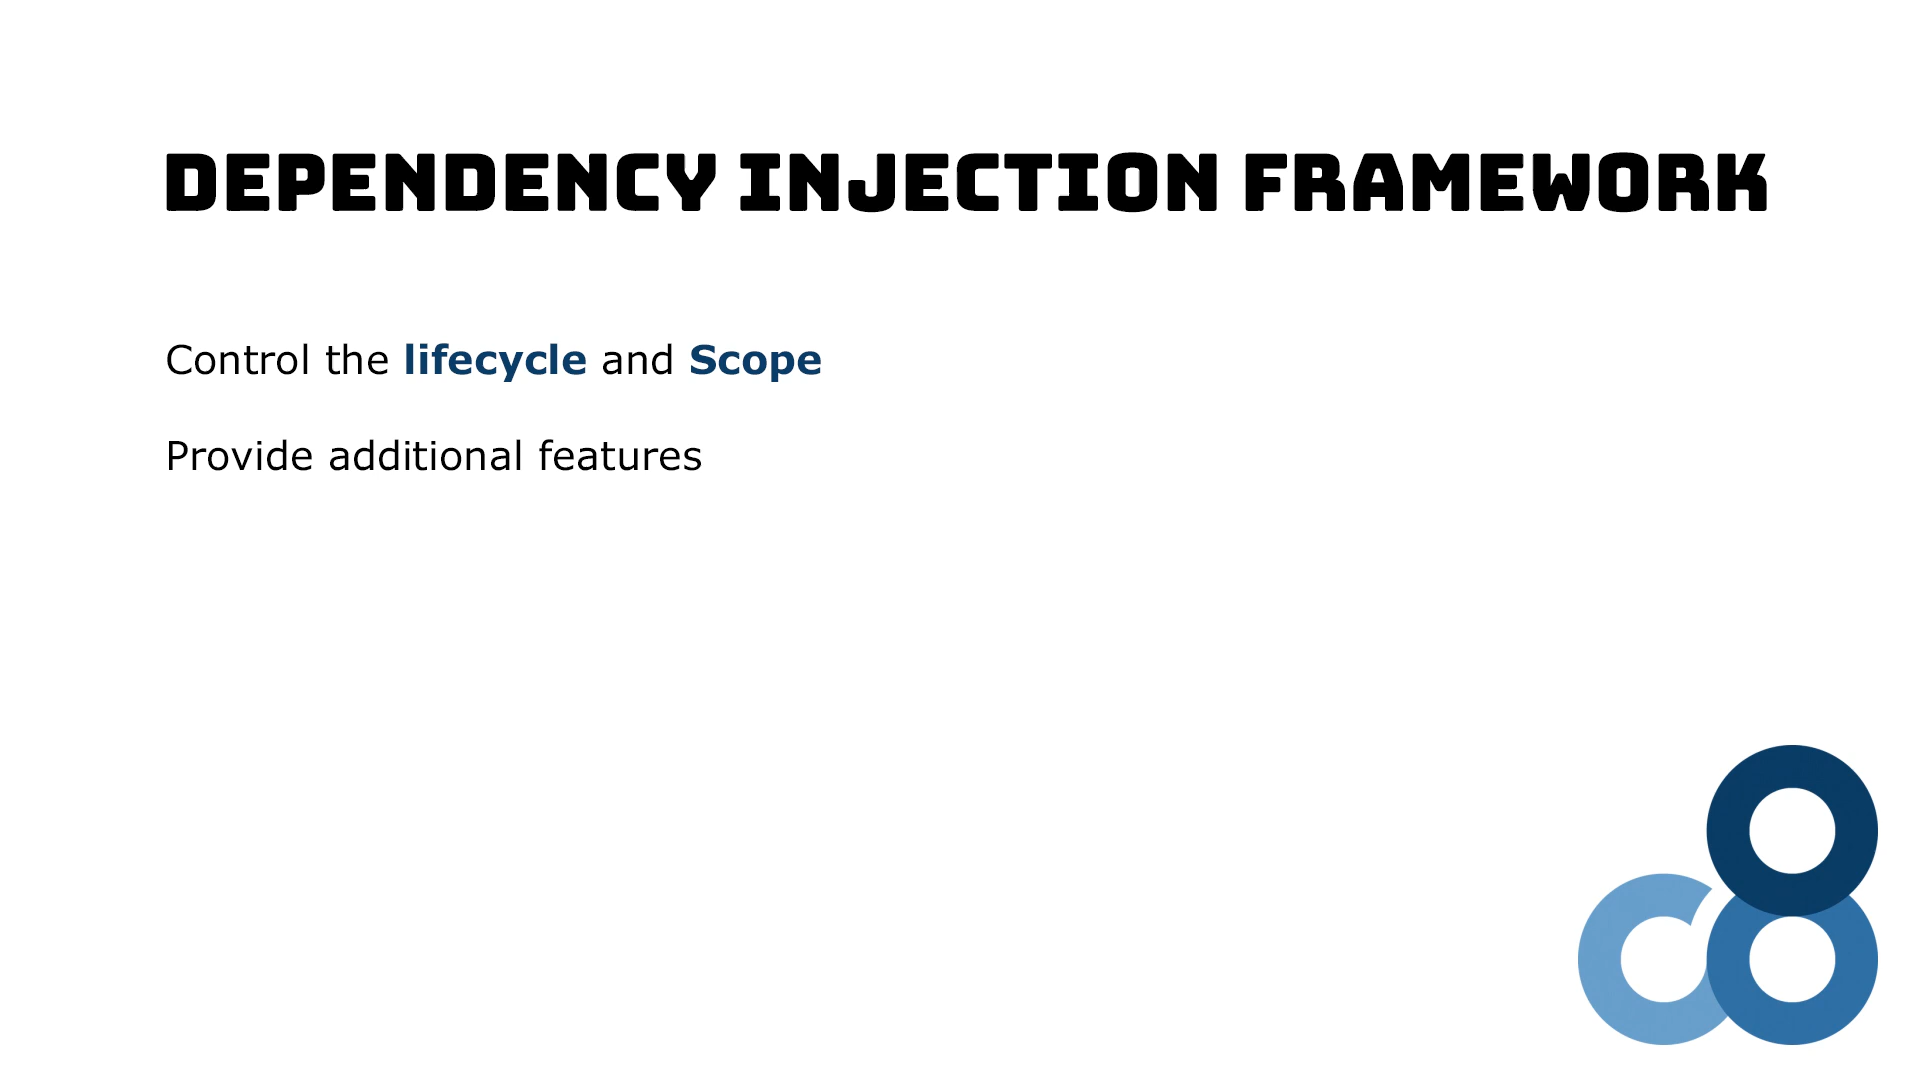 DEPENDENCY INJECTION FRAMEWORK
Control the lifecycle and Scope
Provide additional features